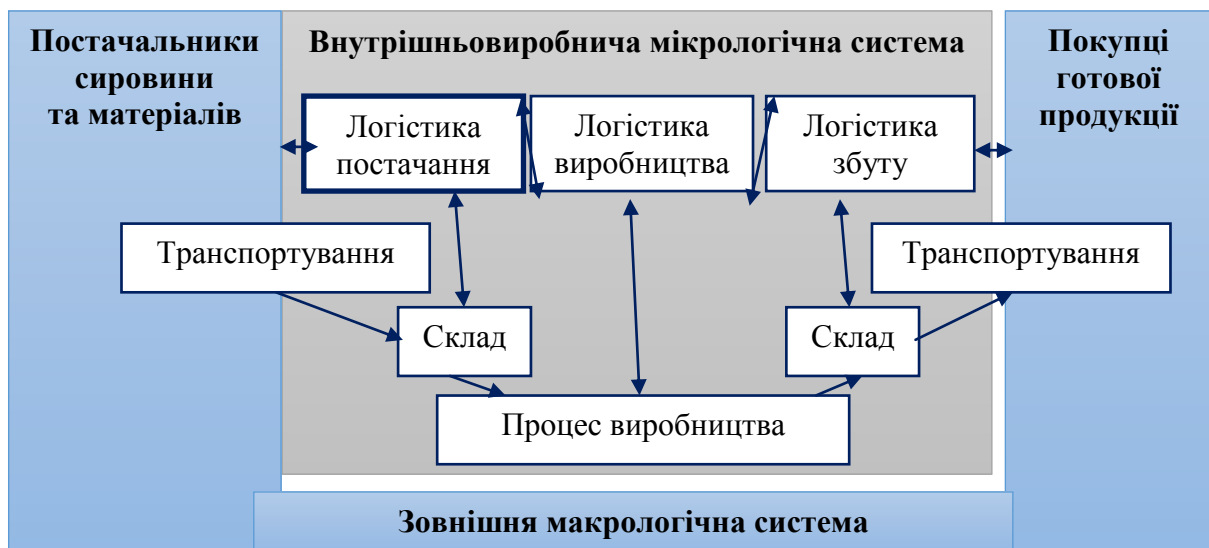 Постачальники
сировини
та матеріалів
Внутрішньовиробнича мікрологічна система
Покупці
готової
продукції
Логістика
постачання
Логістика
виробництва
Логістика
збуту
Транспортування
Транспортування
Склад
Склад
Процес виробництва
Зовнішня макрологічна система